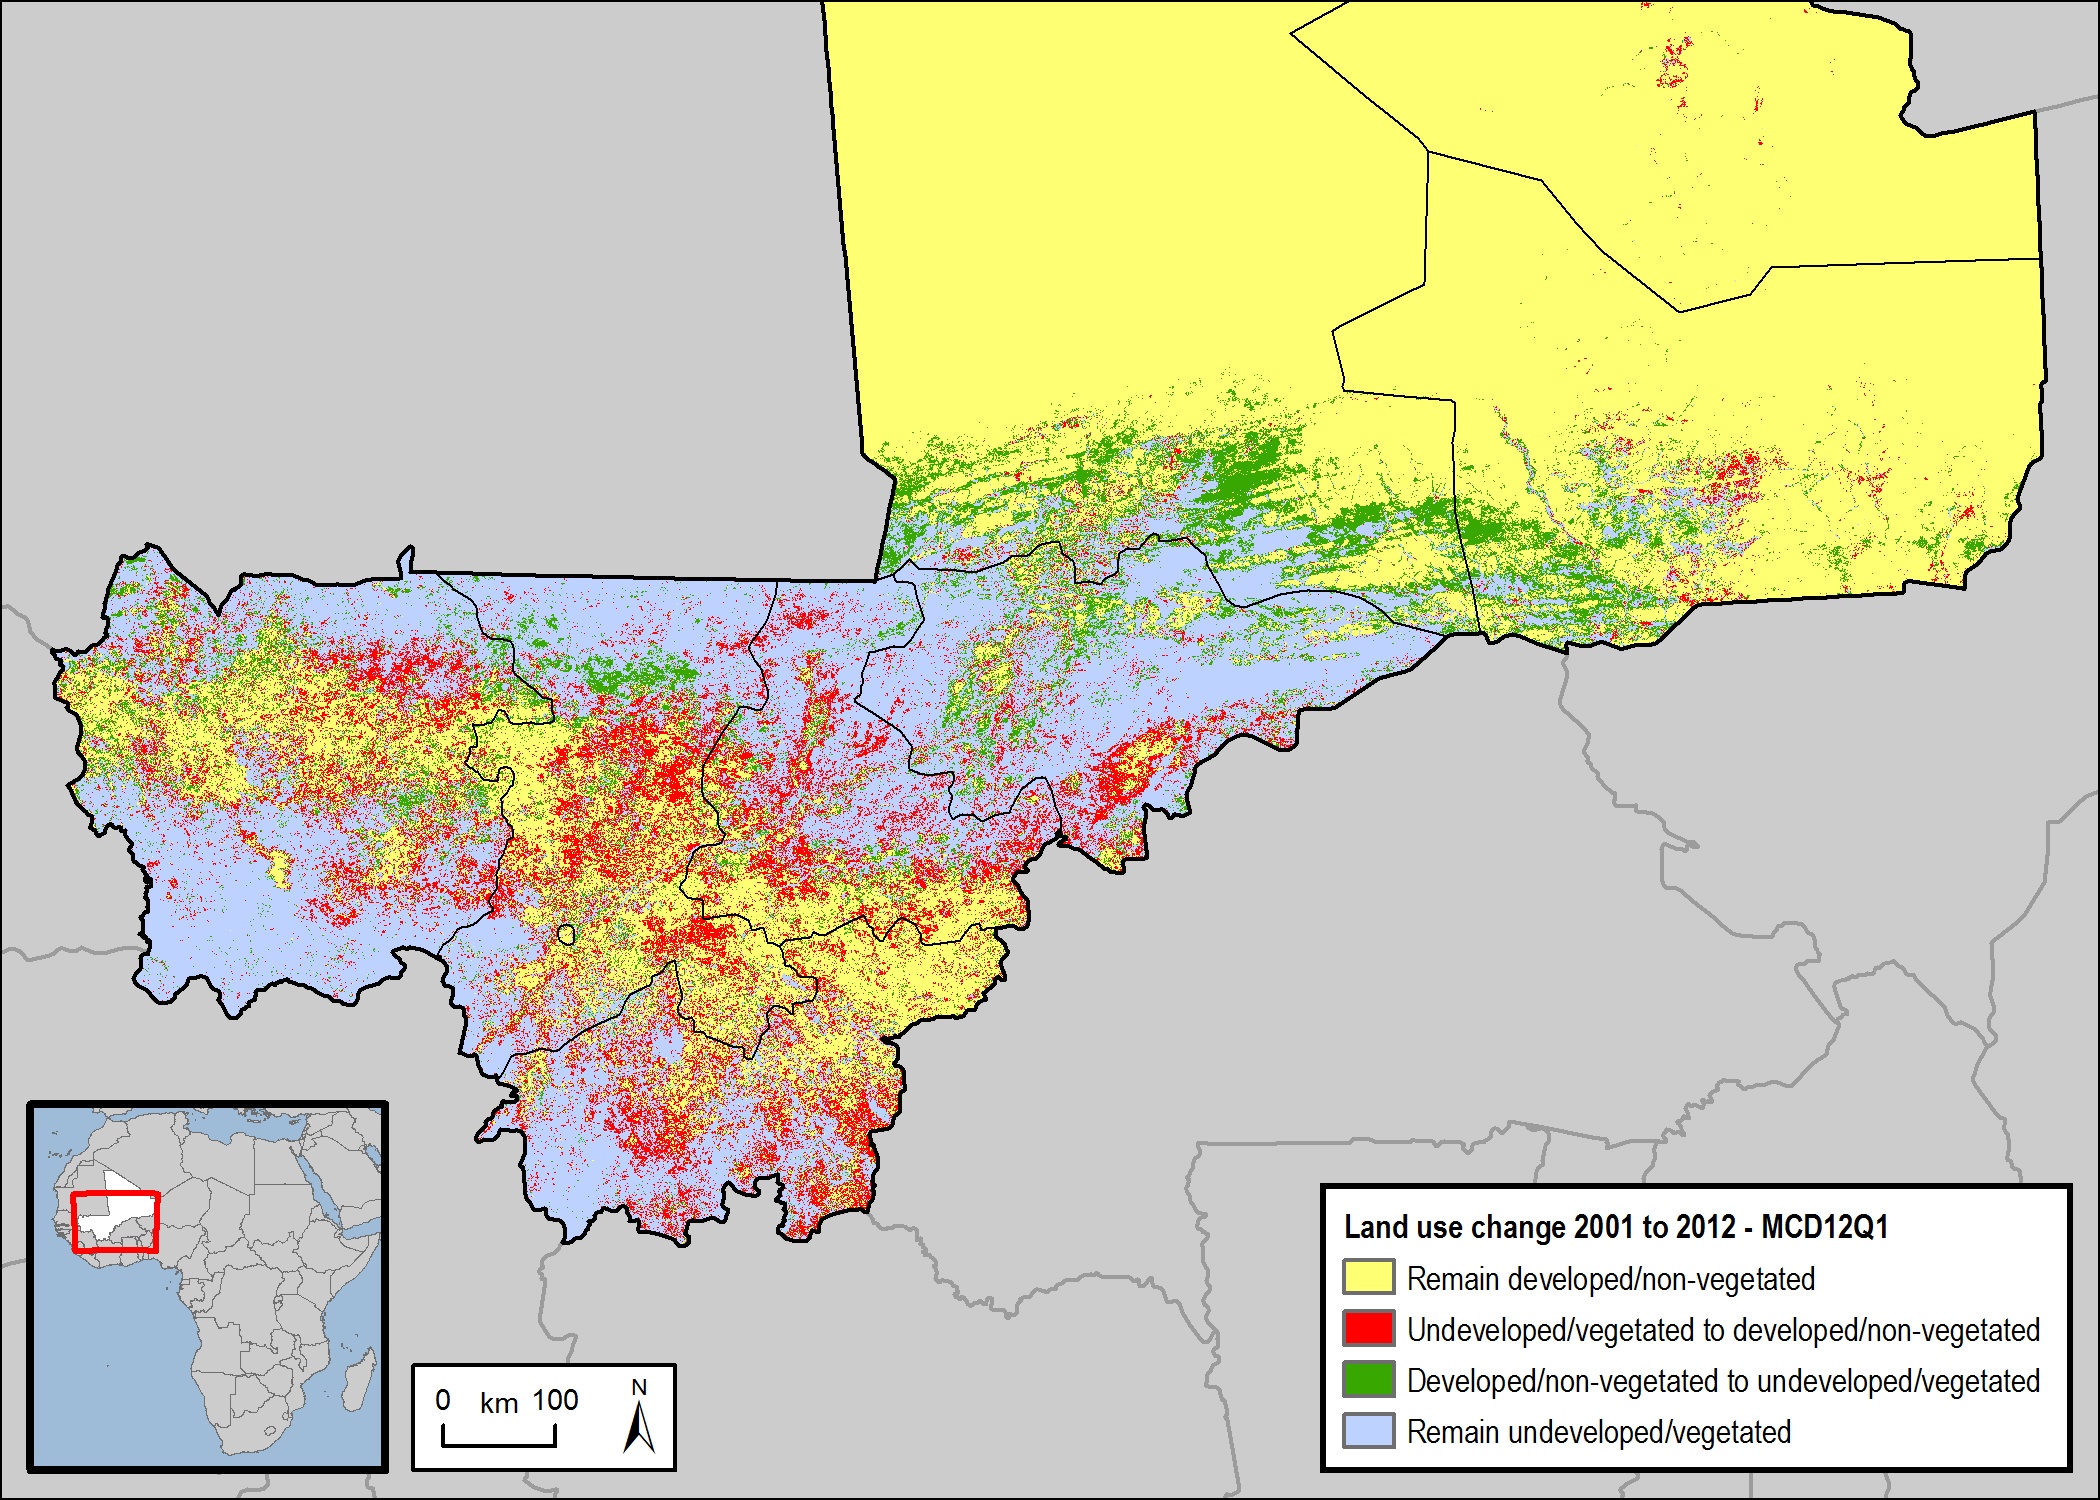 Land use change 2001 to 2012 - MCD12Q1
Remain developed/non-vegetated
Undeveloped/vegetated to developed/non-vegetated
Developed/non-vegetated to undeveloped/vegetated
Remain undeveloped/vegetated
0 km 100
N